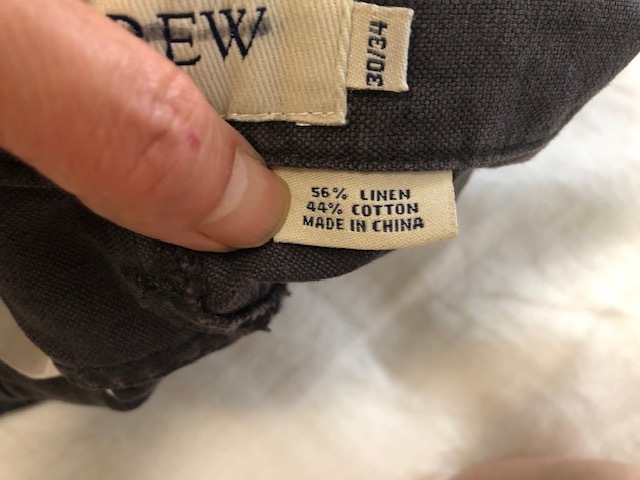 REW
30/34
56% LINEN
44% COTTON
MADE IN CHINA